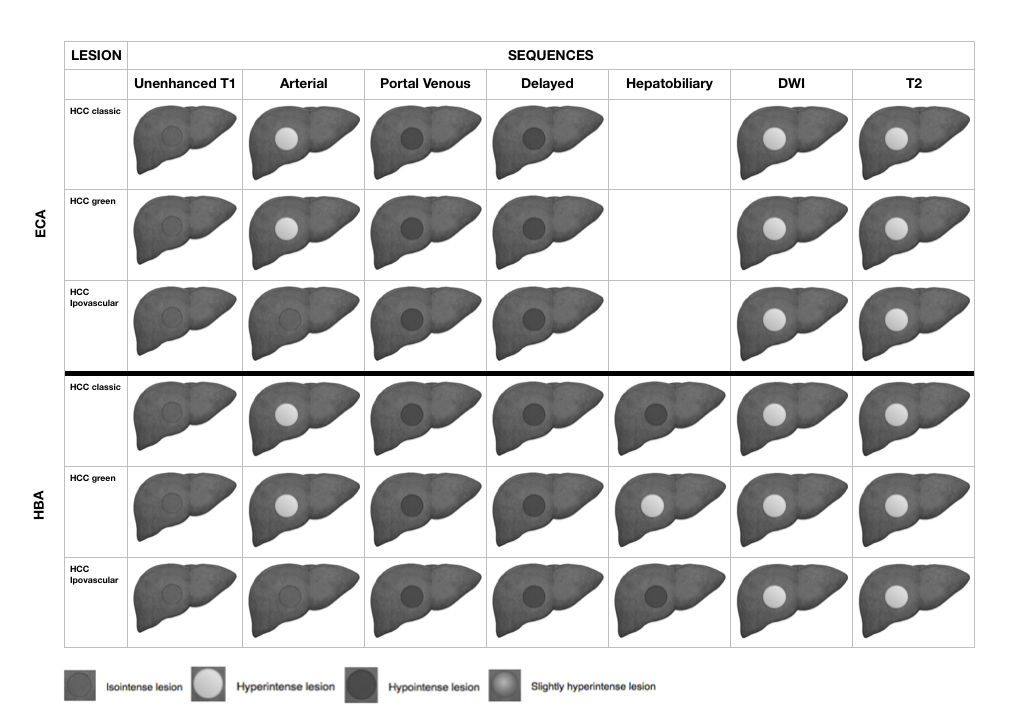 LESION SEQUENCES
Unenhanced T1 Arterial Portal Venous Delayed Hepatobiliary DWI T2
ECA
HCC classic
HCC green
HCC
Ipovascular
HBA
HCC classic
HCC green
HCC
Ipovascular
Isointense lesion Hyperintense lesion Hypointense lesion Slightly hyperintense lesion